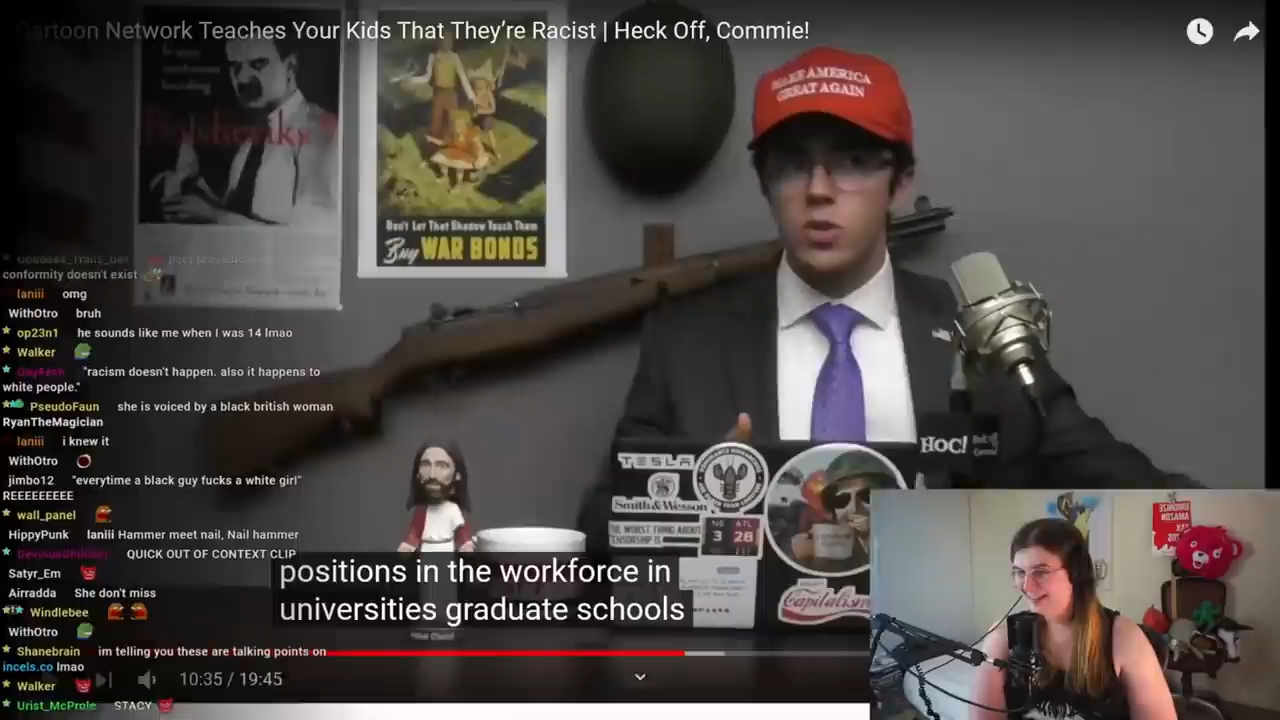 Cartoon Network Teaches Your Kids That They're Racist | Heck Off, Commie!
MAKE AMERICA
GREAT AGAIN
Bolsheviks?
Don't Let That Shadow Touch Them
Buy WAR BONDS
conformity doesn't exist
laniii omg
WithOtro bruh
op23n1 he sounds like me when I was 14 lmao
Walker
"racism doesn't happen. also it happens to
white people."
PseudoFaun she is voiced by a black british woman
RyanTheMagician
laniii i knew it
WithOtro
jimbo12 "everytime a black guy fucks a white girl"
REEEEEEEEE
wall_panel
HippyPunk laniii Hammer meet nail, Nail hammer
QUICK OUT OF CONTEXT CLIP
Satyr_Em
Airradda She don't miss
Windlebee
WithOtro
Shanebrain im telling you these are talking points on
incels.co lmao
Walker
Urist_McProle STACY
TESLA
Smith & Wesson
NE ATL
3 28
HOC!
Capitalism
positions in the workforce in
universities graduate schools
10:35 / 19:45